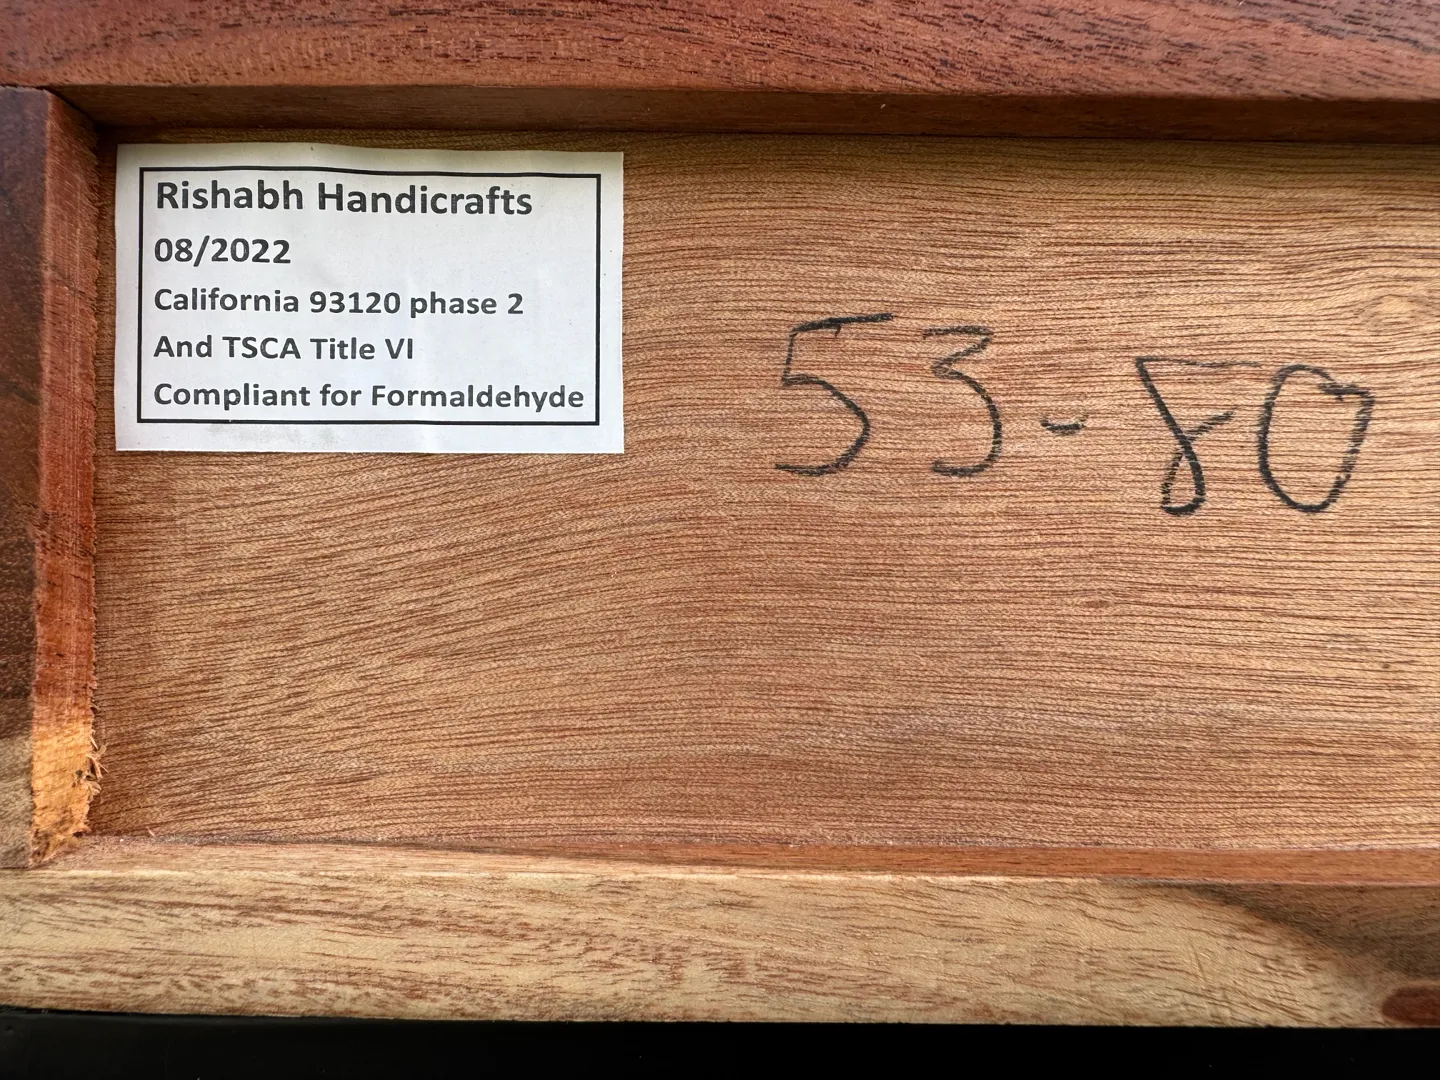 Rishabh Handicrafts
08/2022
California 93120 phase 2
And TSCA Title VI
Compliant for Formaldehyde
53-80